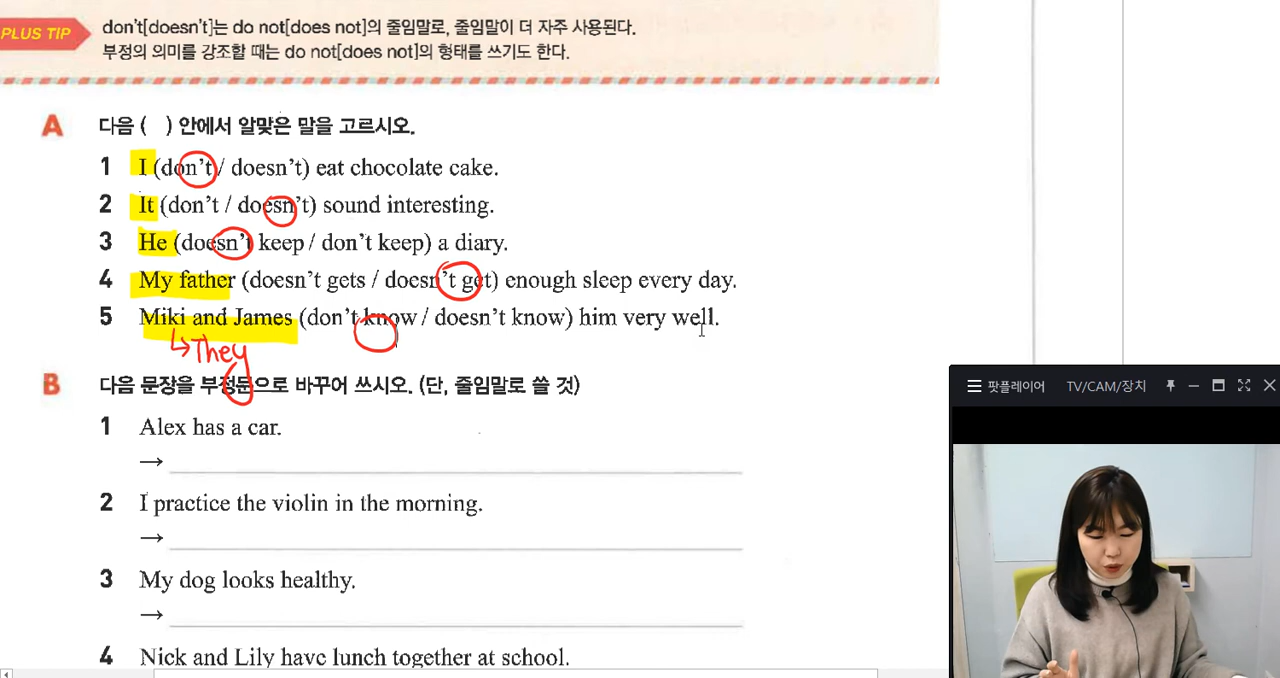 PLUS TIP
don't[doesn't]는 do not[does not]의 줄임말로, 줄임말이 더 자주 사용된다.
부정의 의미를 강조할 때는 do not[does not]의 형태를 쓰기도 한다.
A 다음 ( ) 안에서 알맞은 말을 고르시오.
1 I (don't / doesn't) eat chocolate cake.
2 It (don't / doesn't) sound interesting.
3 He (doesn't keep / don't keep) a diary.
4 My father (doesn't gets / doesn't get) enough sleep every day.
5 Miki and James (don't know / doesn't know) him very well.
↳ They
B 다음 문장을 부정문으로 바꾸어 쓰시오. (단, 줄임말로 쓸 것)
1 Alex has a car.
→
2 I practice the violin in the morning.
→
3 My dog looks healthy.
→
4 Nick and Lily have lunch together at school.
팟플레이어 TV/CAM/장치